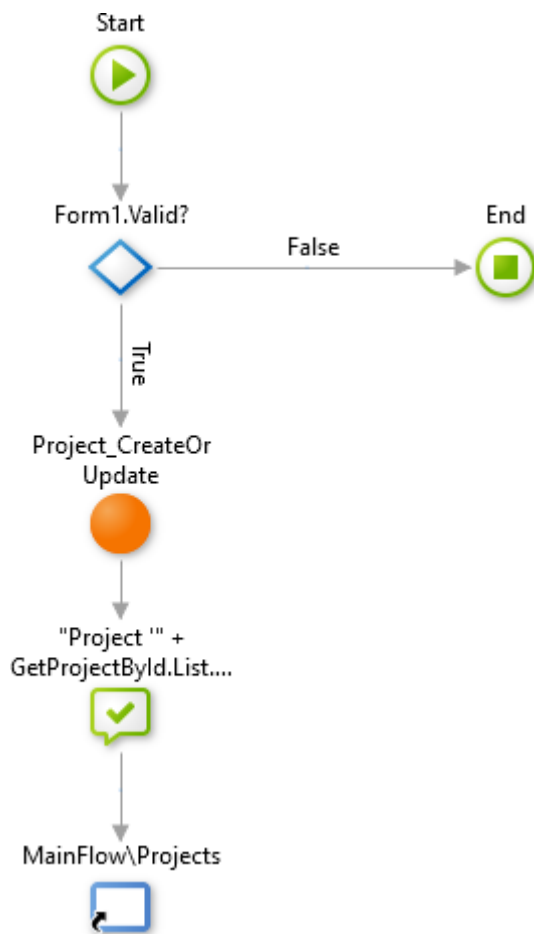 Start
Form1.Valid?
False
End
True
Project_CreateOr
Update
"Project '" +
GetProjectById.List....
MainFlow\Projects